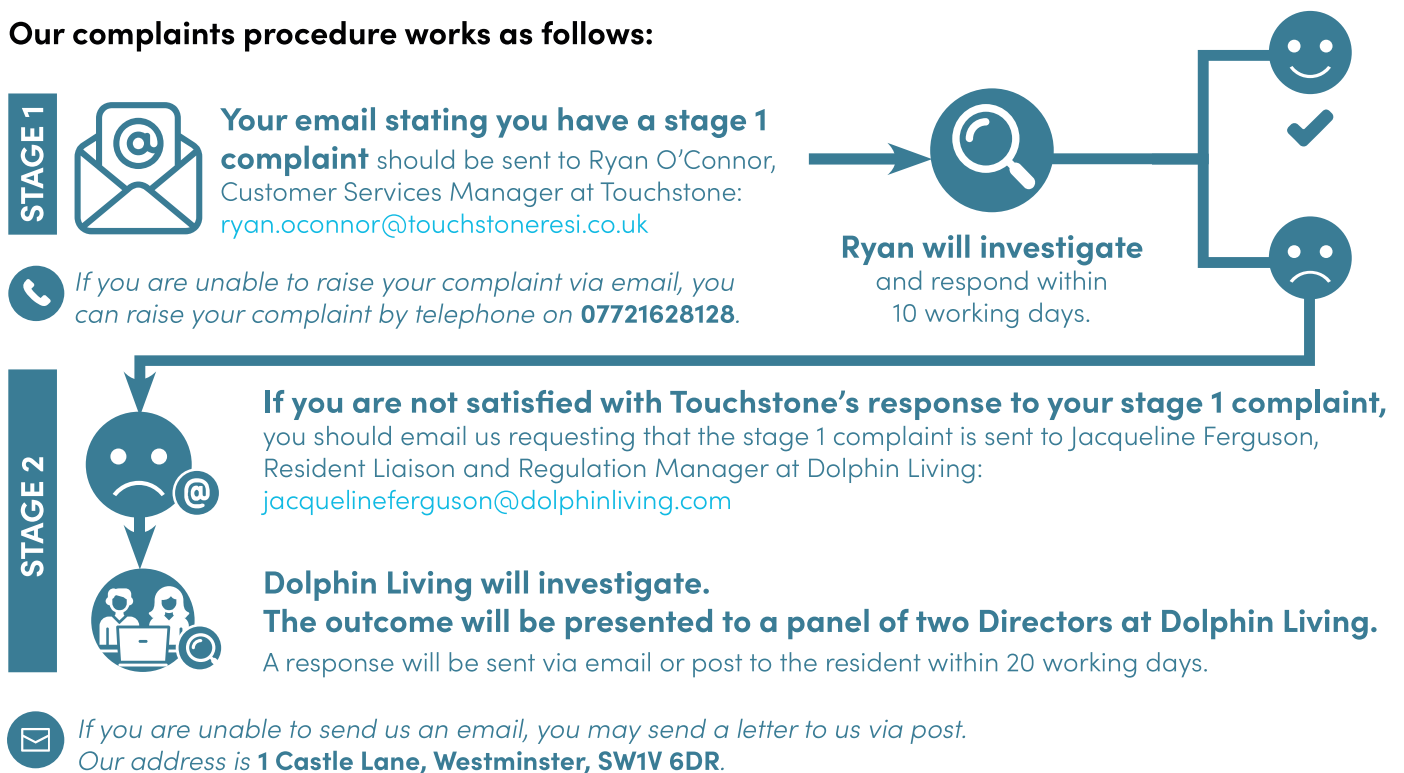 Our complaints procedure works as follows:
STAGE 1
@
Your email stating you have a stage 1
complaint should be sent to Ryan O’Connor,
Customer Services Manager at Touchstone:
ryan.oconnor@touchstoneresi.co.uk
If you are unable to raise your complaint via email, you
can raise your complaint by telephone on 07721628128.
Ryan will investigate
and respond within
10 working days.
STAGE 2
If you are not satisfied with Touchstone’s response to your stage 1 complaint,
you should email us requesting that the stage 1 complaint is sent to Jacqueline Ferguson,
Resident Liaison and Regulation Manager at Dolphin Living:
jacquelineferguson@dolphinliving.com
@
Dolphin Living will investigate.
The outcome will be presented to a panel of two Directors at Dolphin Living.
A response will be sent via email or post to the resident within 20 working days.
If you are unable to send us an email, you may send a letter to us via post.
Our address is 1 Castle Lane, Westminster, SW1V 6DR.